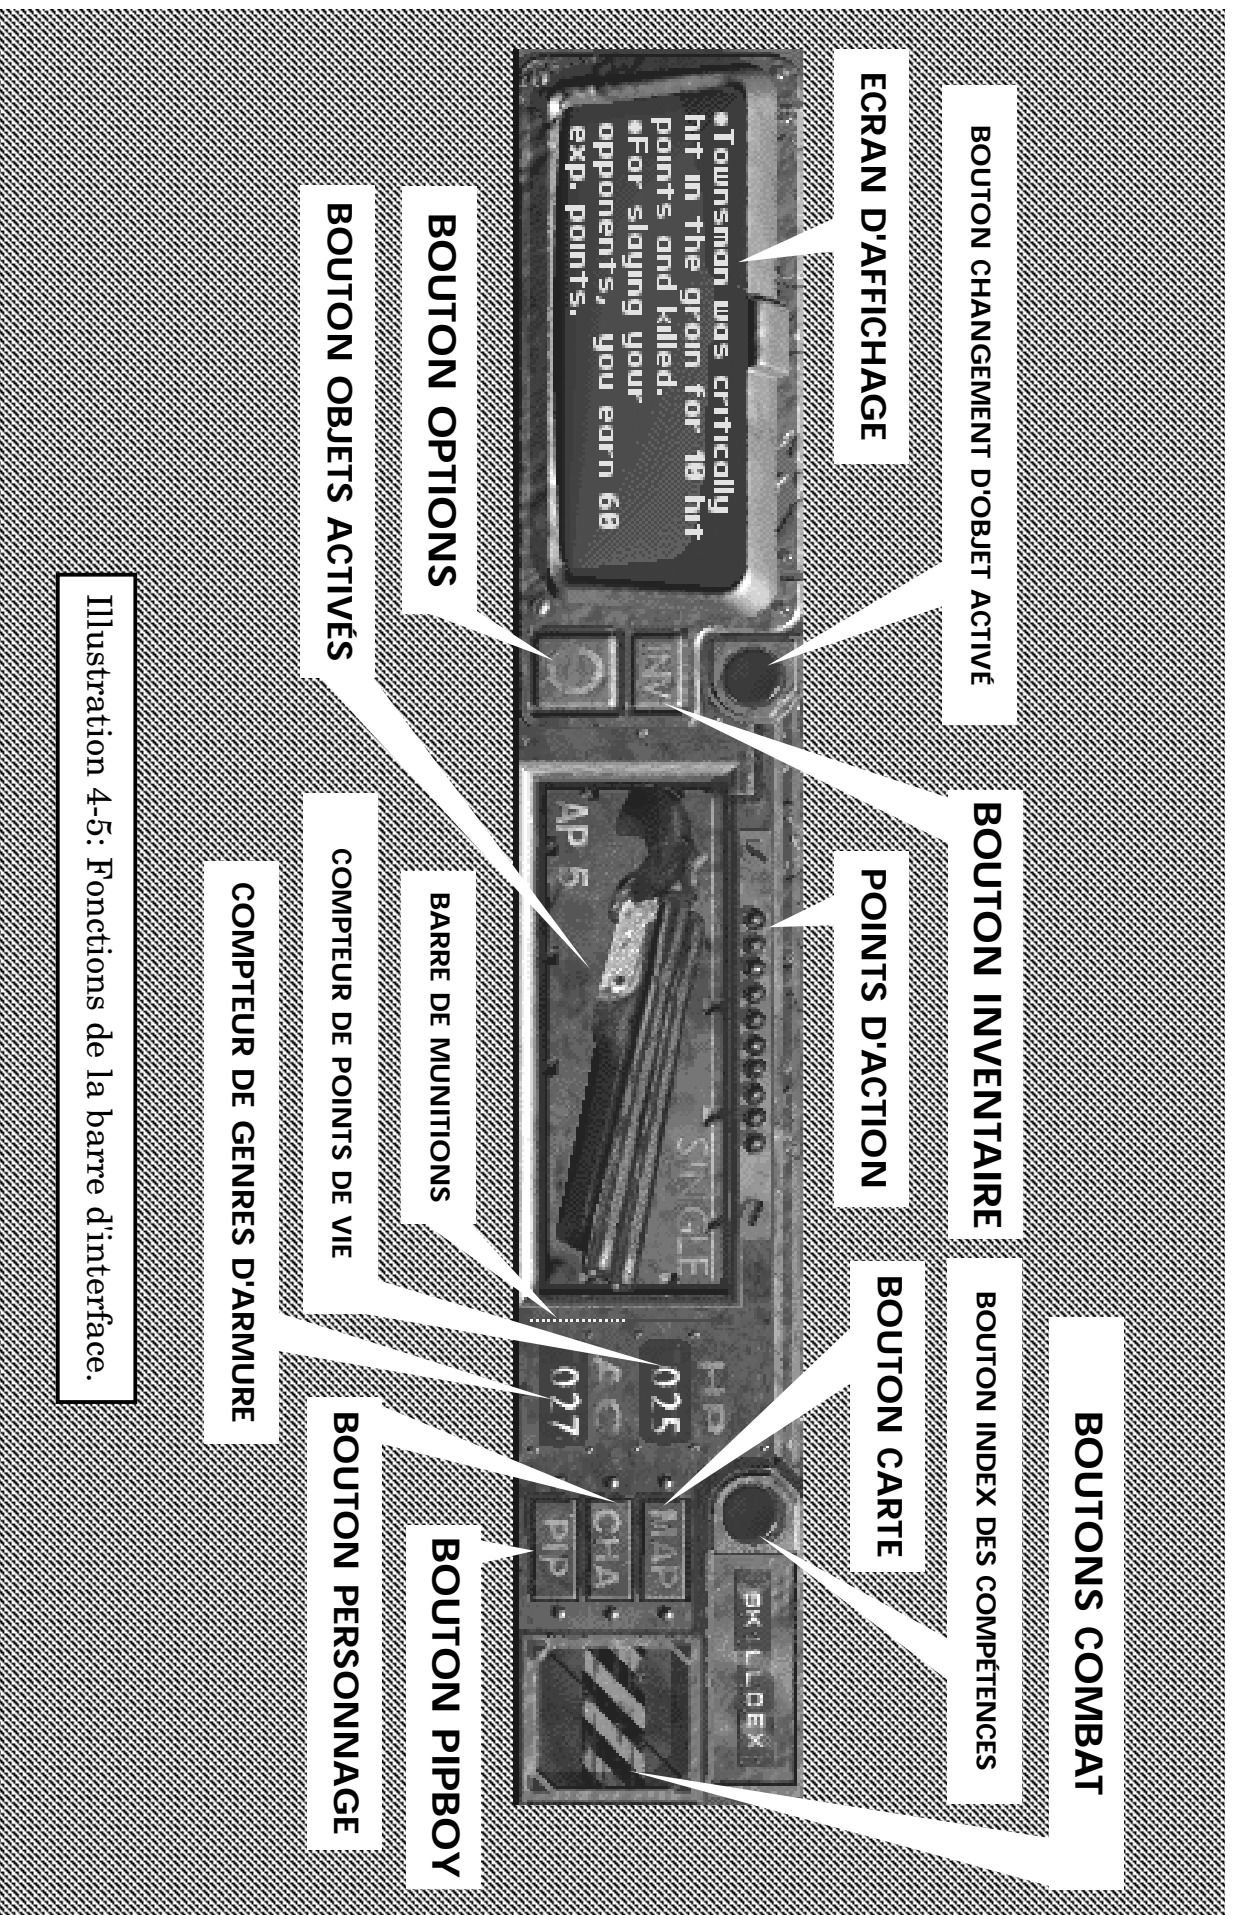 BOUTONS COMBAT
BOUTON CHANGEMENT D'OBJET ACTIVÉ
BOUTON INVENTAIRE
BOUTON INDEX DES COMPÉTENCES
ECRAN D'AFFICHAGE
POINTS D'ACTION
BOUTON CARTE
•Townsman was critically
hit in the groin for 10 hit
points and killed.
•For slaying your
opponents, you earn 60
exp. points.
INV
SINGLE
AP 5
HP
025
AC
027
MAP
CHA
PIP
SKILLDEX
BOUTON OPTIONS
BARRE DE MUNITIONS
BOUTON PIPBOY
BOUTON OBJETS ACTIVÉS
COMPTEUR DE POINTS DE VIE
BOUTON PERSONNAGE
COMPTEUR DE GENRES D'ARMURE
Illustration 4-5: Fonctions de la barre d'interface.